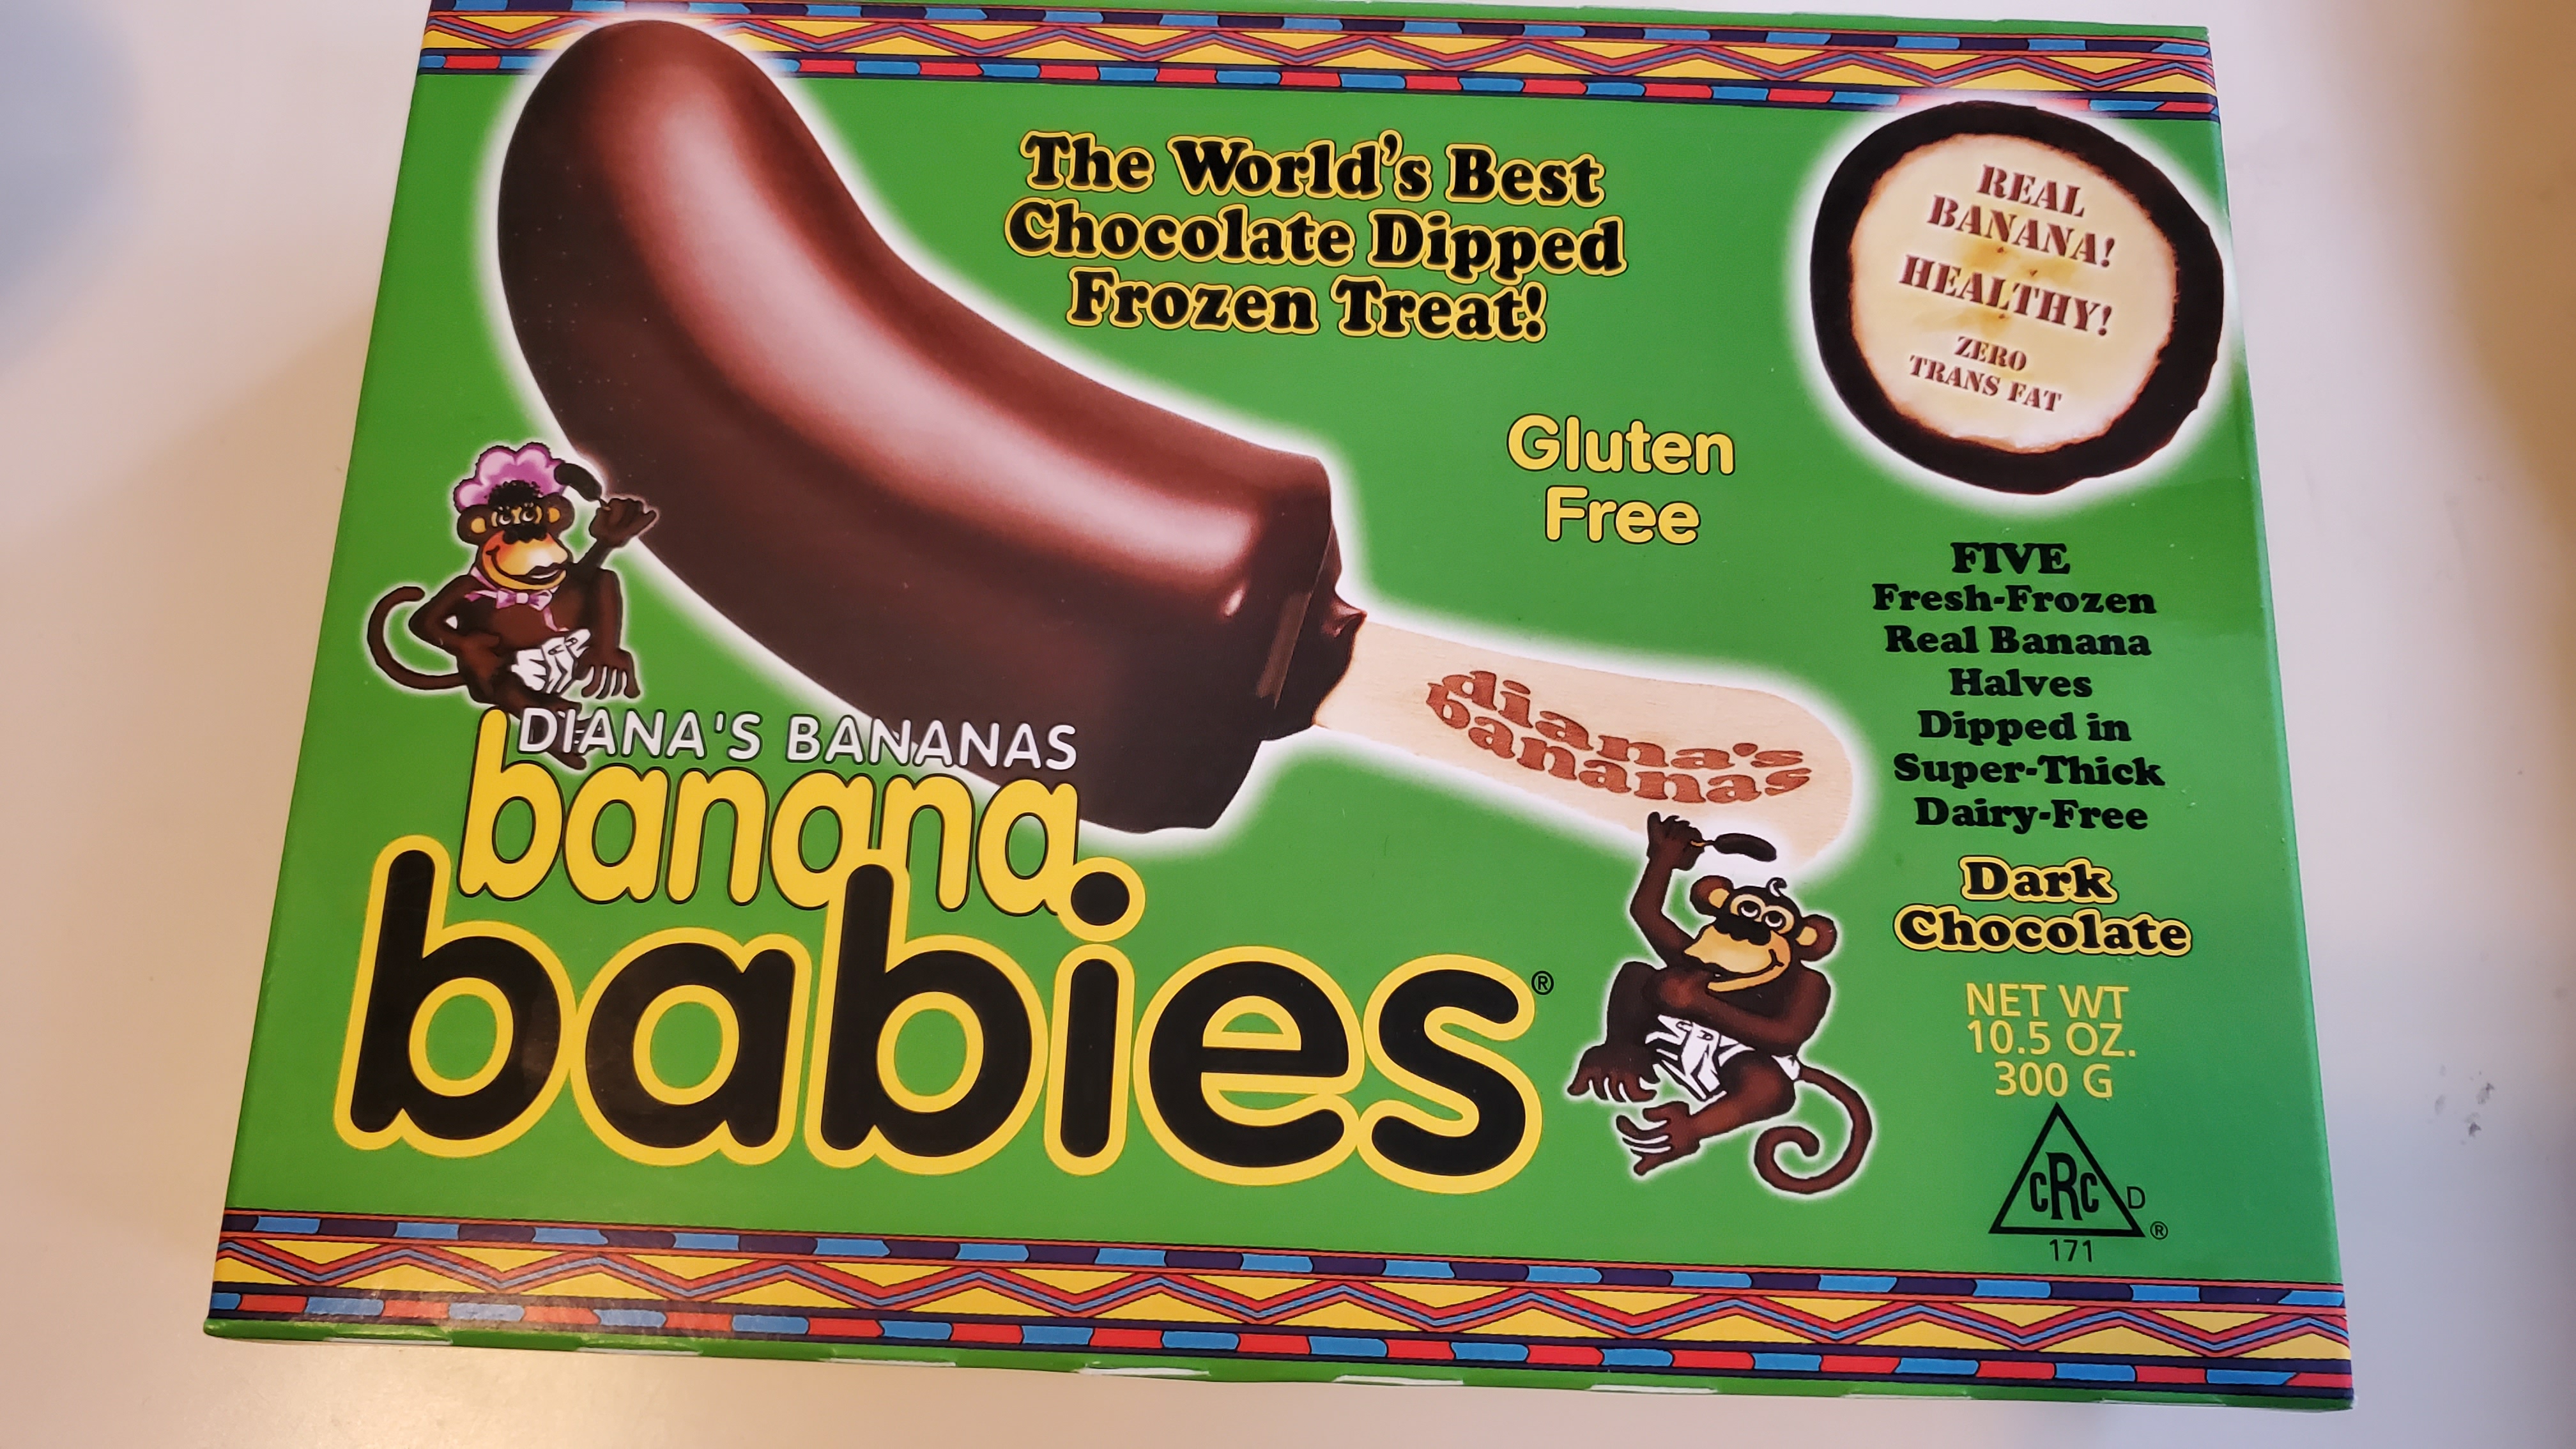 The World's Best
Chocolate Dipped
Frozen Treat!
REAL
BANANA!
HEALTHY!
ZERO
TRANS FAT
Gluten
Free
FIVE
Fresh-Frozen
Real Banana
Halves
Dipped in
Super-Thick
Dairy-Free
Dark
Chocolate
diana's
bananas
DIANA'S BANANAS
banana
babies®
NET WT
10.5 OZ.
300 G
cRc D ®
171